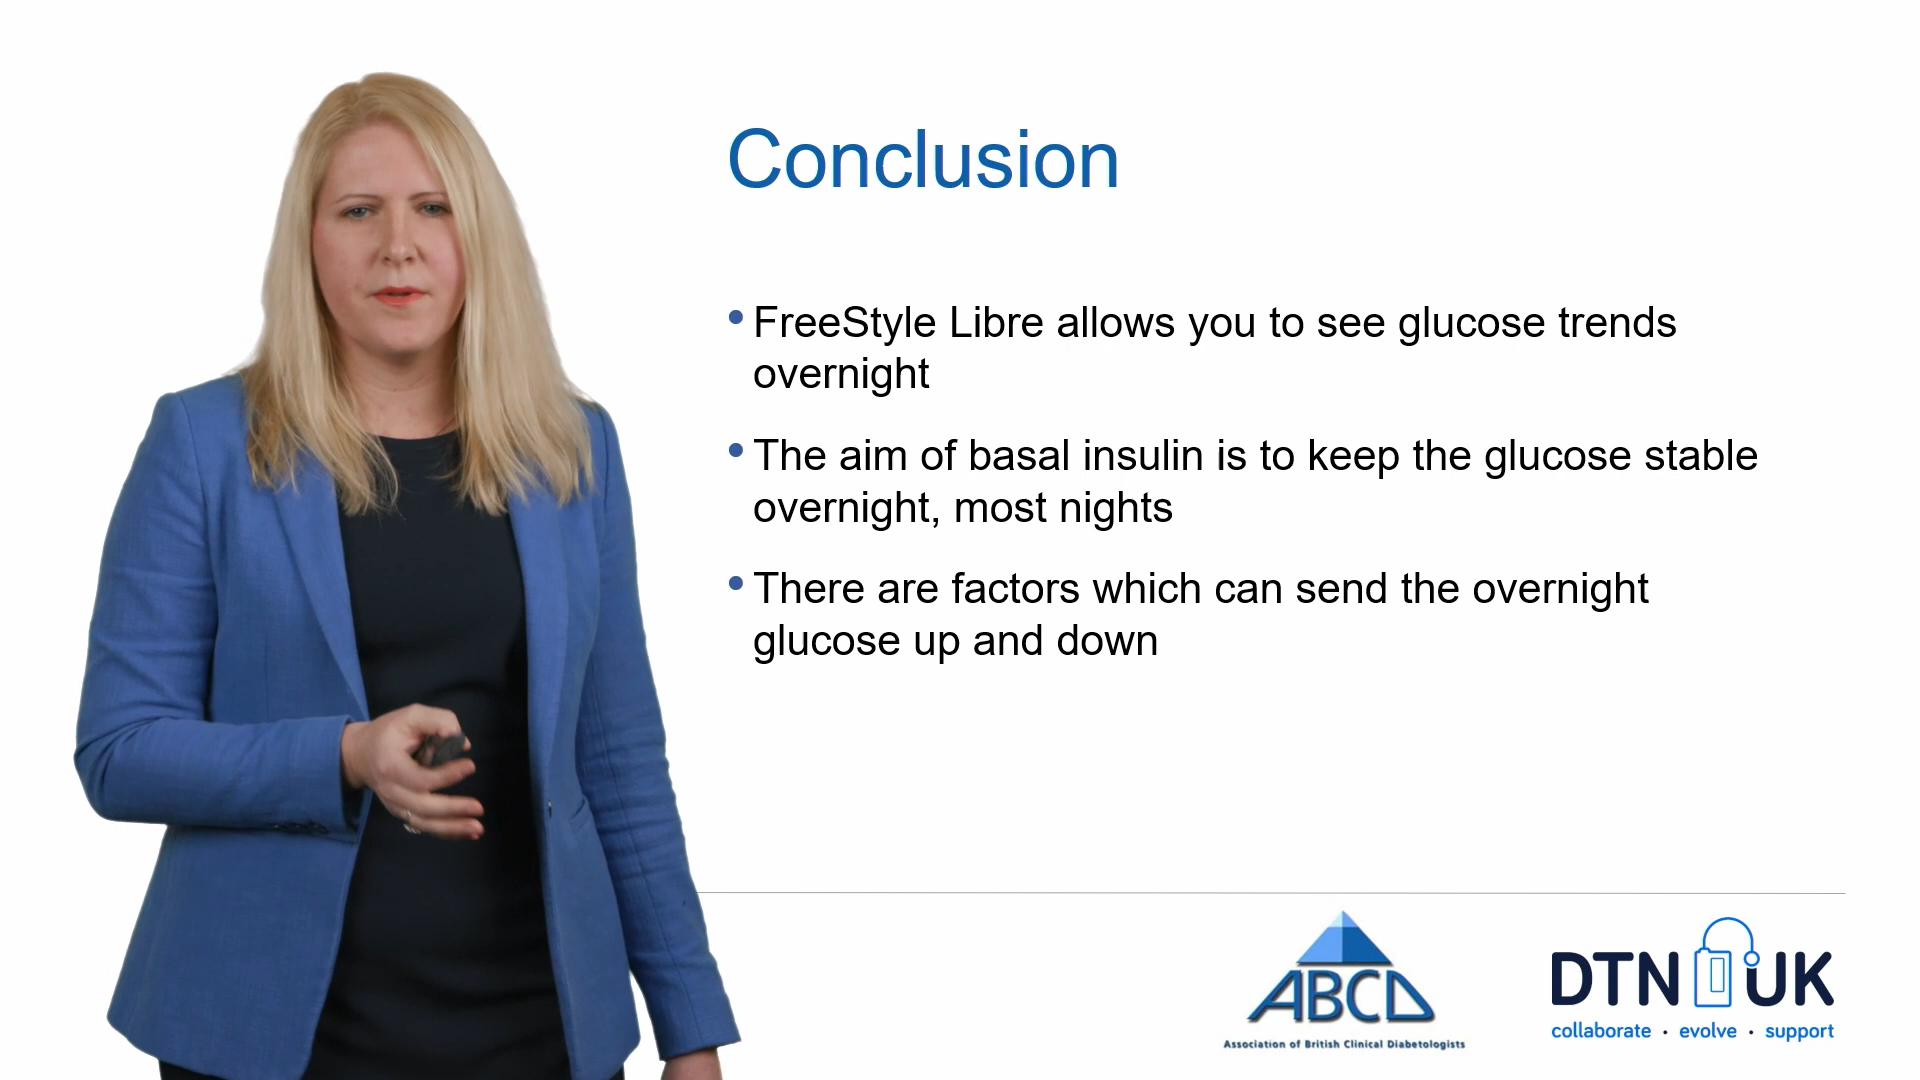 Conclusion
• FreeStyle Libre allows you to see glucose trends
overnight
• The aim of basal insulin is to keep the glucose stable
overnight, most nights
• There are factors which can send the overnight
glucose up and down
ABCD
Association of British Clinical Diabetologists
DTN UK
collaborate · evolve · support